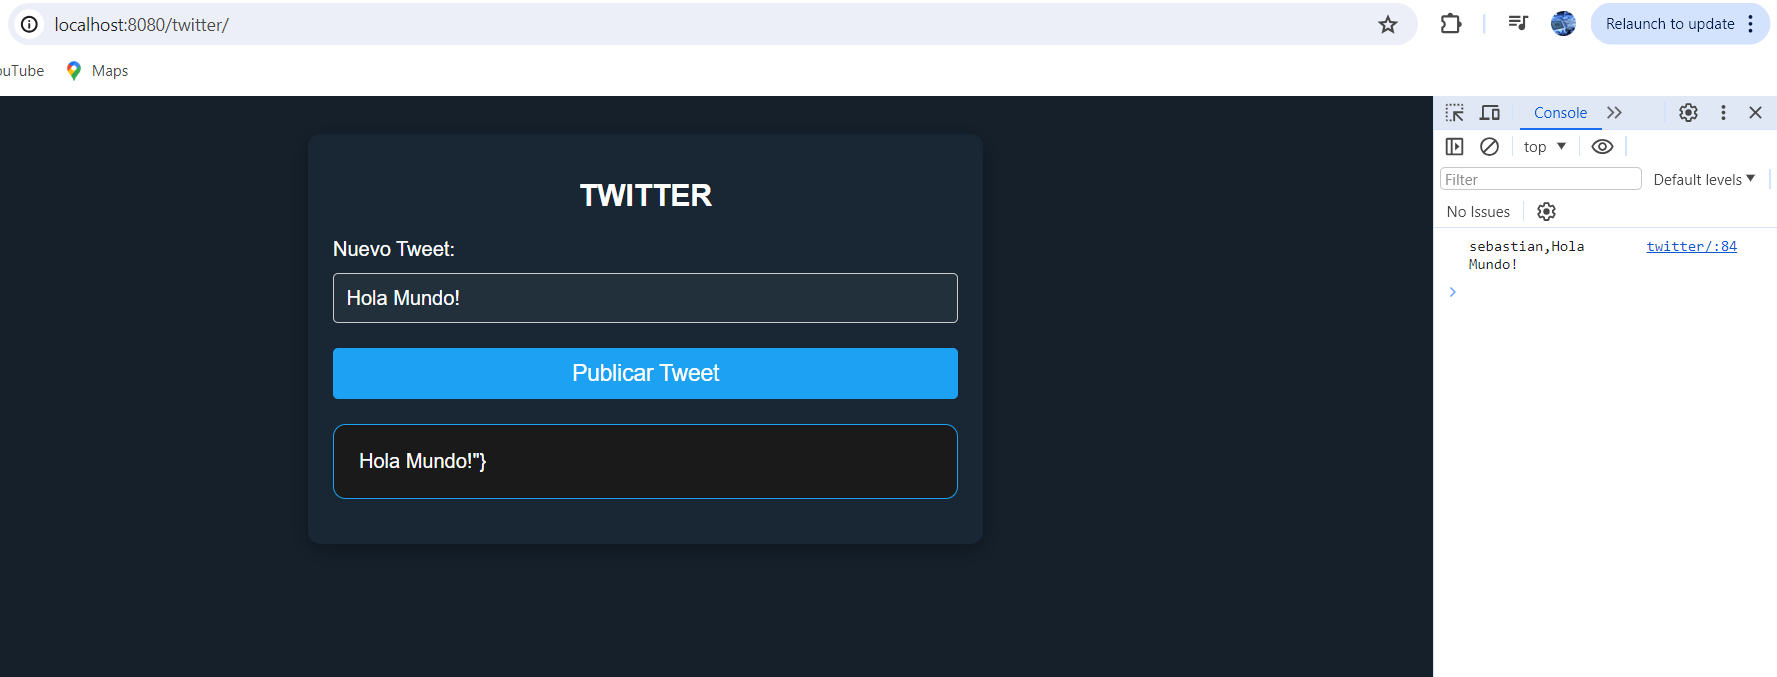 localhost:8080/twitter/
Relaunch to update
ouTube
Maps
Console
top
Filter
Default levels
No Issues
sebastian,Hola
twitter/:84
Mundo!
TWITTER
Nuevo Tweet:
Hola Mundo!
Publicar Tweet
Hola Mundo!"}